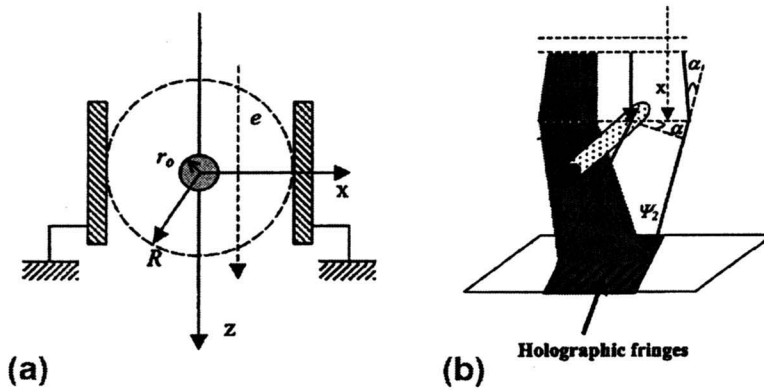 e
r₀
x
R
z
(a)
α
x
α
Ψ₂
Holographic fringes
(b)